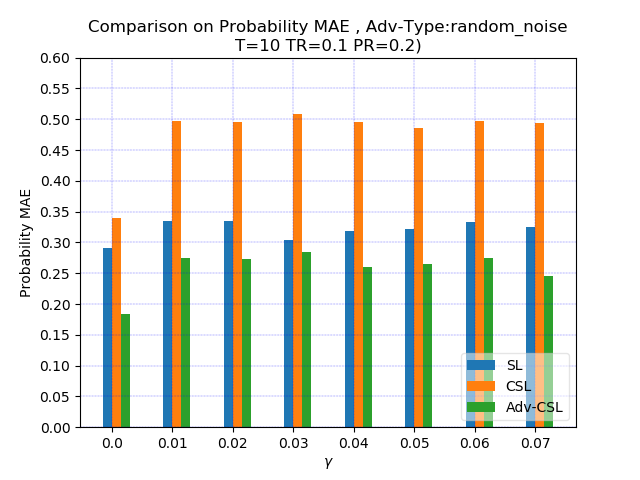 Comparison on Probability MAE , Adv-Type:random_noise
T=10 TR=0.1 PR=0.2)
0.60
0.55
0.50
0.45
0.40
0.35
0.30
0.25
0.20
0.15
0.10
0.05
0.00
Probability MAE
SL
CSL
Adv-CSL
0.0 0.01 0.02 0.03 0.04 0.05 0.06 0.07
γ